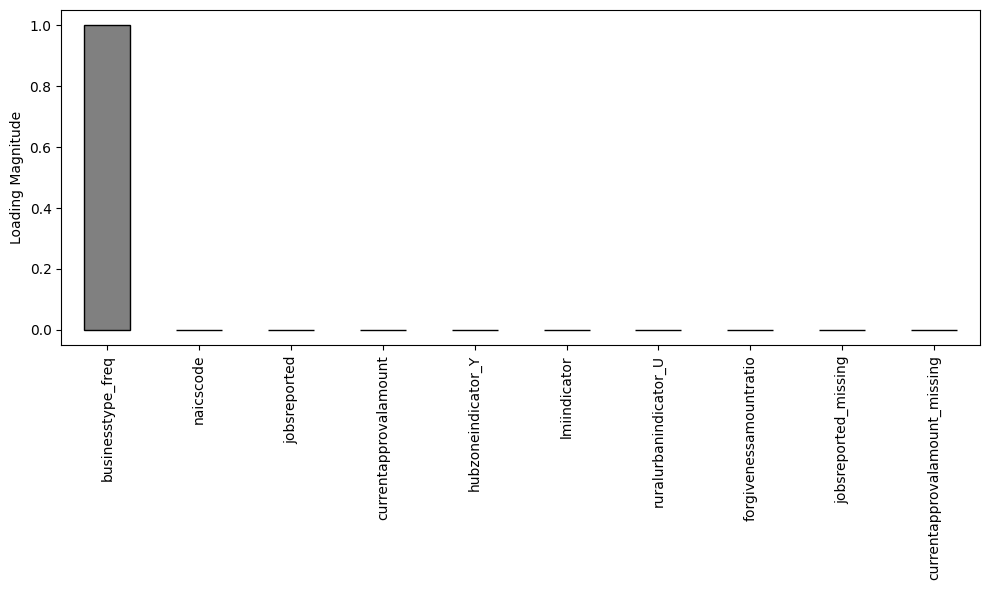 1.0
0.8
0.6
0.4
0.2
0.0
Loading Magnitude
businesstype_freq
naicscode
jobsreported
currentapprovalamount
hubzoneindicator_Y
lmiindicator
ruralurbanindicator_U
forgivenessamountratio
jobsreported_missing
currentapprovalamount_missing